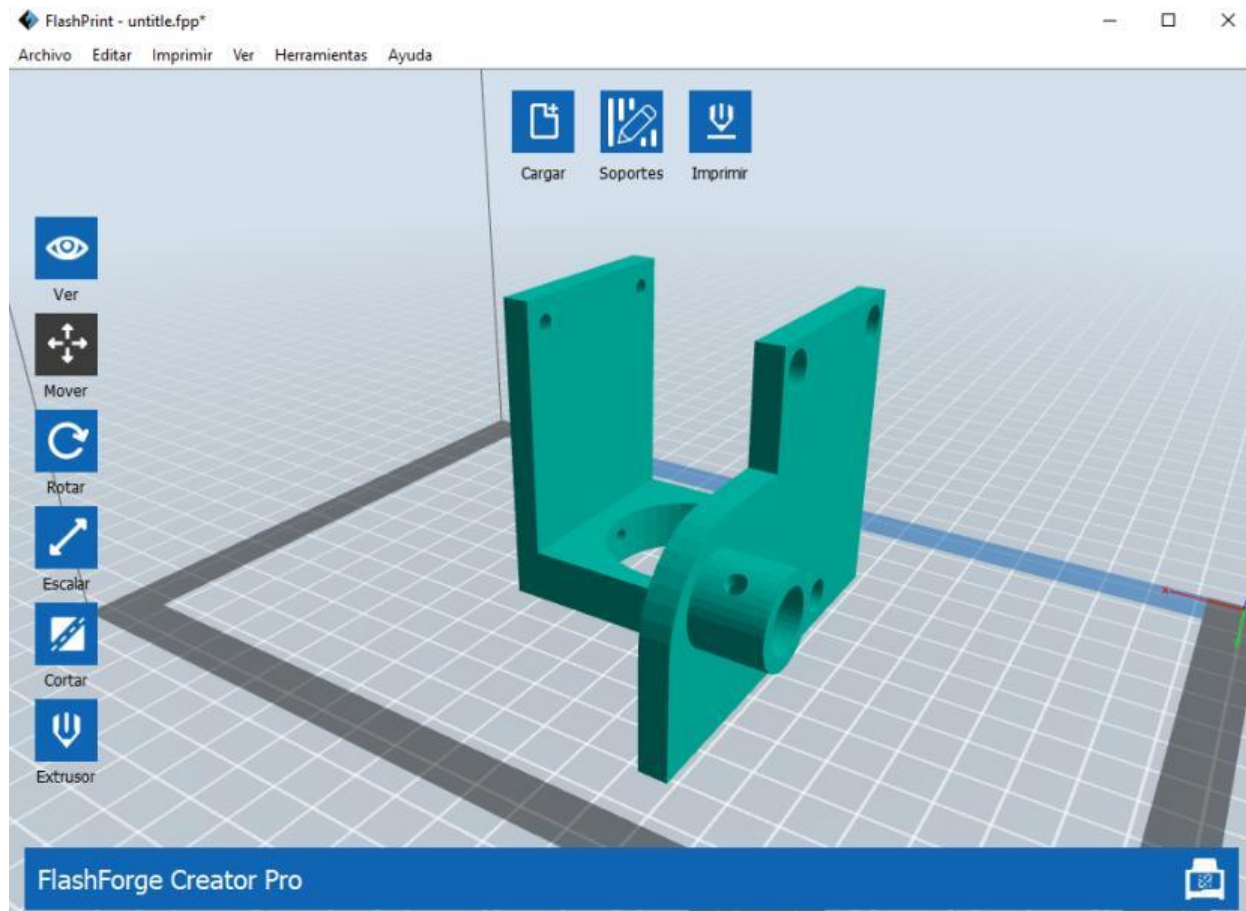 FlashPrint - untitle.fpp*
Archivo Editar Imprimir Ver Herramientas Ayuda
Cargar Soportes Imprimir
Ver
Mover
Rotar
Escalar
Cortar
Extrusor
x
FlashForge Creator Pro